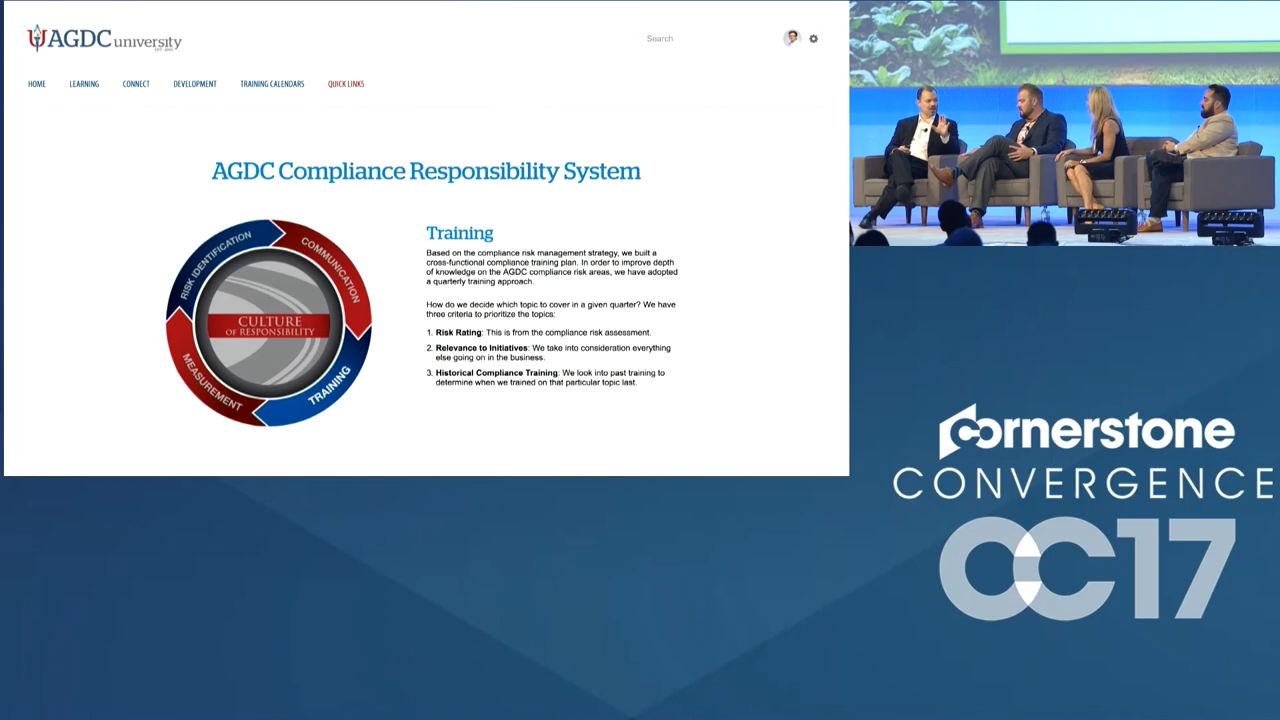 AGDC university
EST. 2005
Search
HOME
LEARNING
CONNECT
DEVELOPMENT
TRAINING CALENDARS
QUICK LINKS
AGDC Compliance Responsibility System
RISK IDENTIFICATION
COMMUNICATION
TRAINING
MEASUREMENT
CULTURE
OF RESPONSIBILITY
Training
Based on the compliance risk management strategy, we built a
cross-functional compliance training plan. In order to improve depth
of knowledge on the AGDC compliance risk areas, we have adopted
a quarterly training approach.
How do we decide which topic to cover in a given quarter? We have
three criteria to prioritize the topics:
1. Risk Rating: This is from the compliance risk assessment.
2. Relevance to Initiatives: We take into consideration everything
else going on in the business.
3. Historical Compliance Training: We look into past training to
determine when we trained on that particular topic last.
cornerstone
CONVERGENCE
CC17